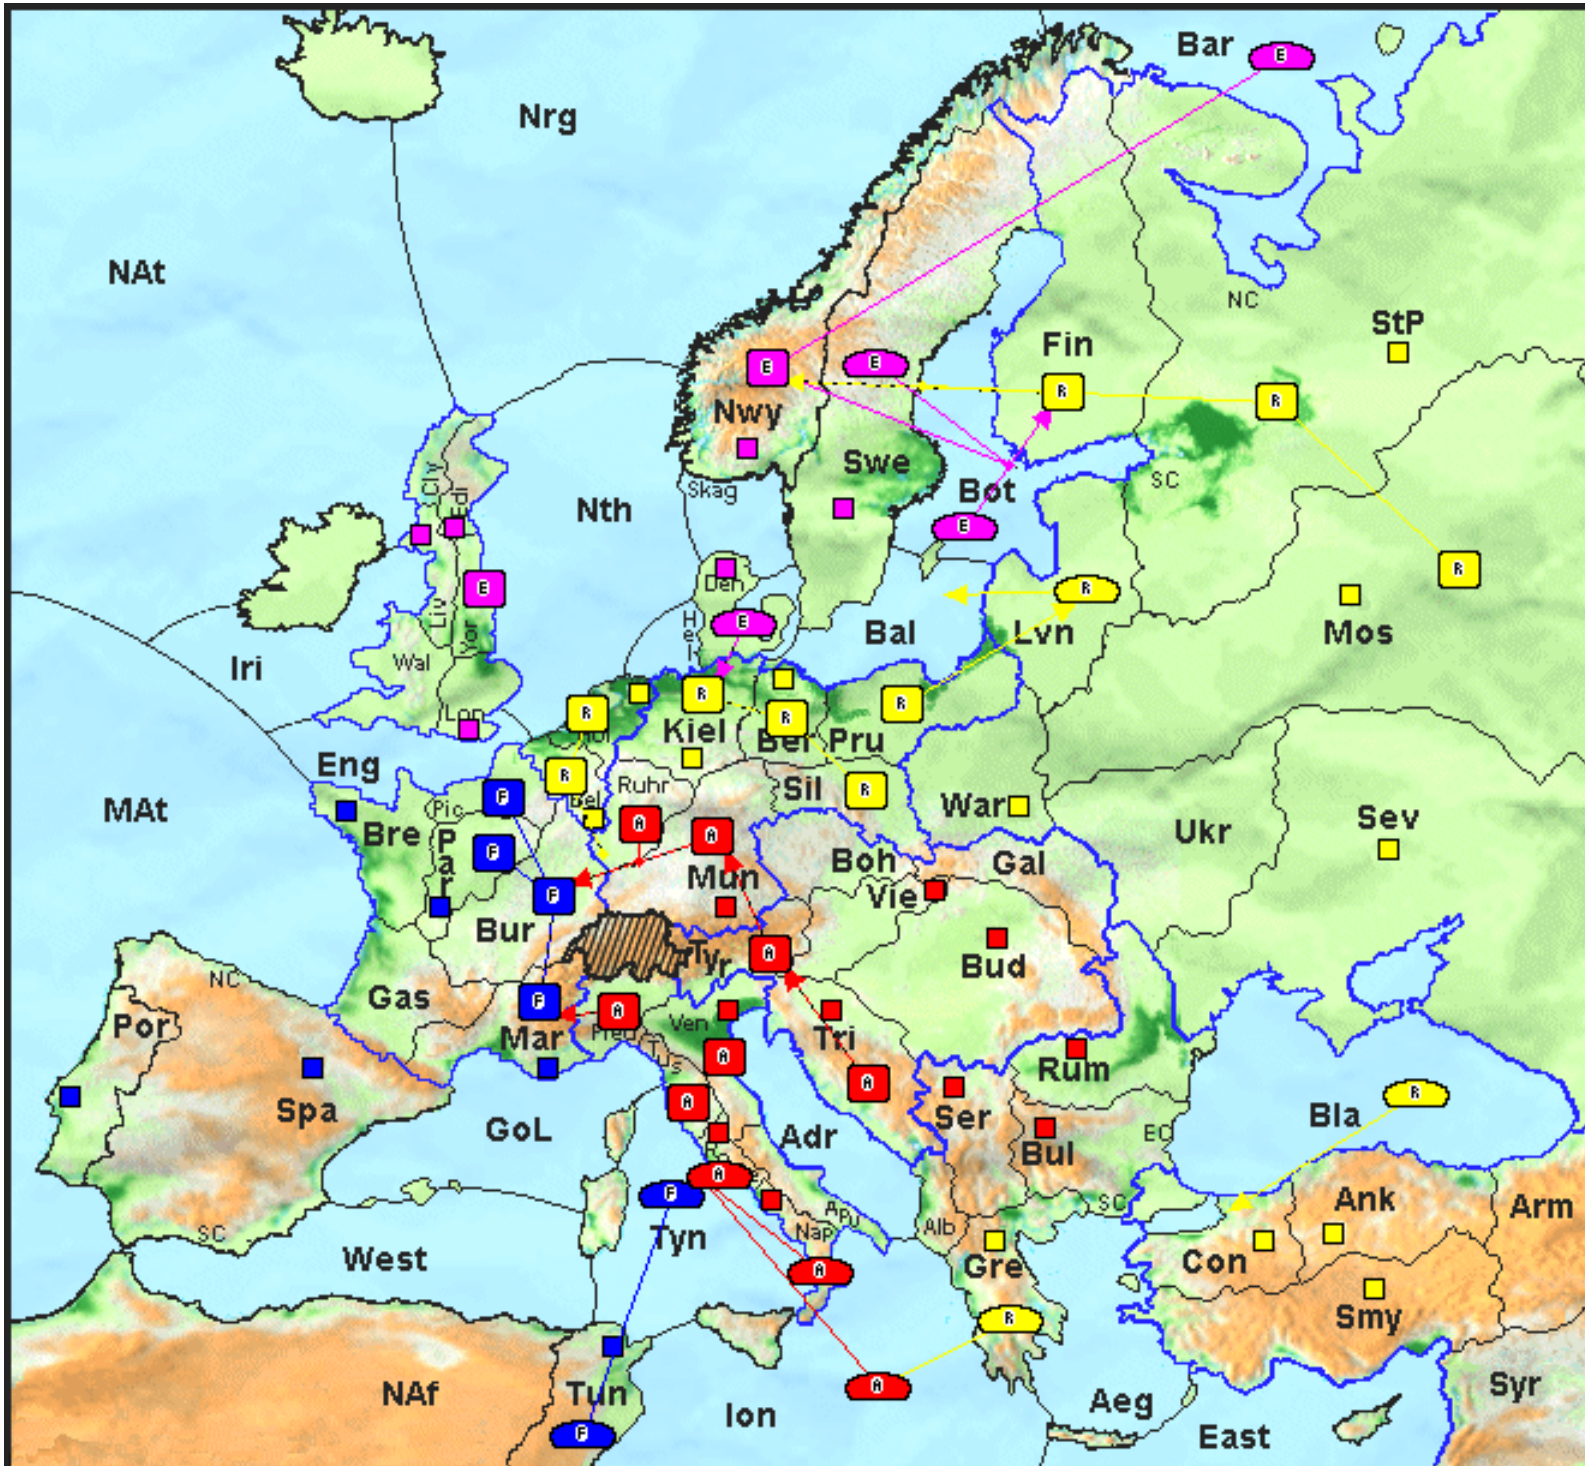 Bar
E
Nrg
NAt
NC
StP
Fin
E
E
R
R
Nwy
Swe
SC
Skag
Bot
Nth
Cly
Edi
E
R
Den
E
R
Liv
Yor
Hel
Bal
Lvn
Mos
Iri
Wal
E
R
R
R
Lon
Hol
Kiel
Ber
Pru
Eng
R
Ruhr
Sil
R
F
Pic
Bel
War
MAt
Bre
Par
A
A
Ukr
Sev
F
Boh
Gal
Mun
Vie
F
Bur
Tyr
A
Bud
NC
Gas
F
A
Por
Mar
Pied
Ven
Tri
Tus
A
Rum
A
Ser
R
Spa
A
Bla
GoL
Adr
Bul
EC
A
F
Ank
SC
Apu
SC
Arm
Tyn
Nap
Alb
West
A
Gre
Con
R
Smy
A
NAf
Tun
Ion
Aeg
Syr
F
East